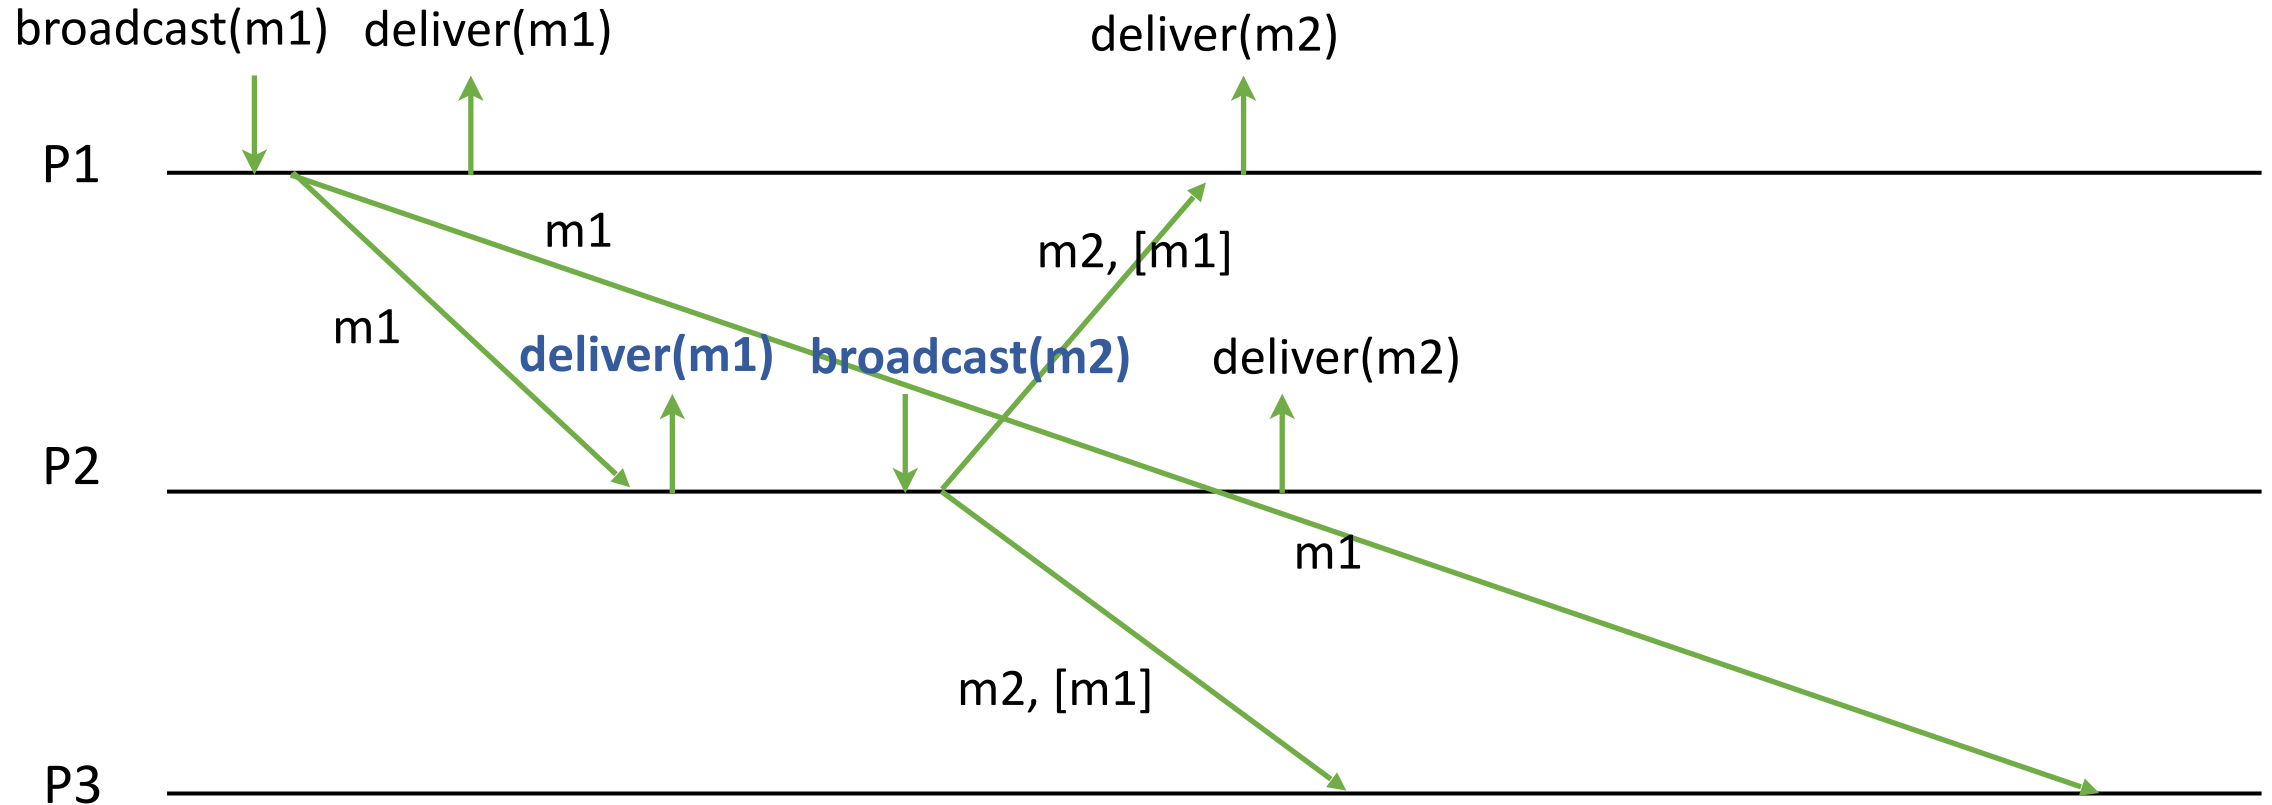 broadcast(m1) deliver(m1) deliver(m2)
P1
m1
m2, [m1]
m1
deliver(m1) broadcast(m2) deliver(m2)
P2
m1
m2, [m1]
P3